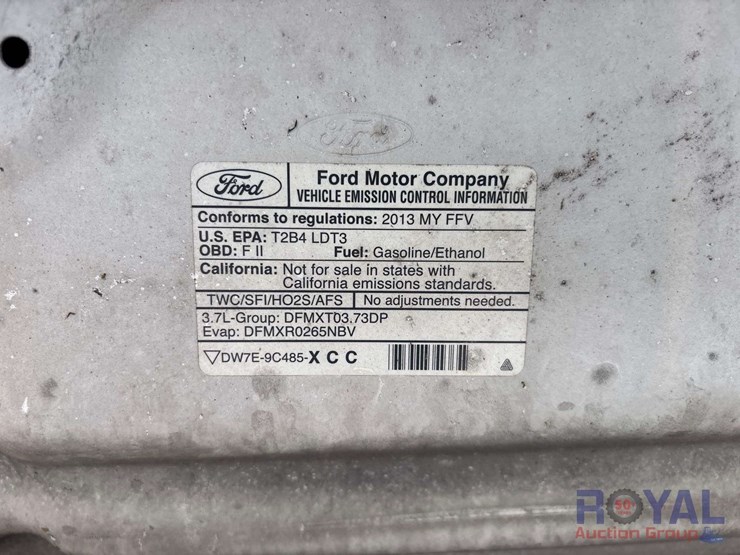 Ford
Ford
Ford Motor Company
VEHICLE EMISSION CONTROL INFORMATION
Conforms to regulations: 2013 MY FFV
U.S. EPA: T2B4 LDT3
OBD: F II Fuel: Gasoline/Ethanol
California: Not for sale in states with
California emissions standards.
TWC/SFI/HO2S/AFS No adjustments needed.
3.7L-Group: DFMXT03.73DP
Evap: DFMXR0265NBV
DW7E-9C485-X C C
ROYAL
Auction Group